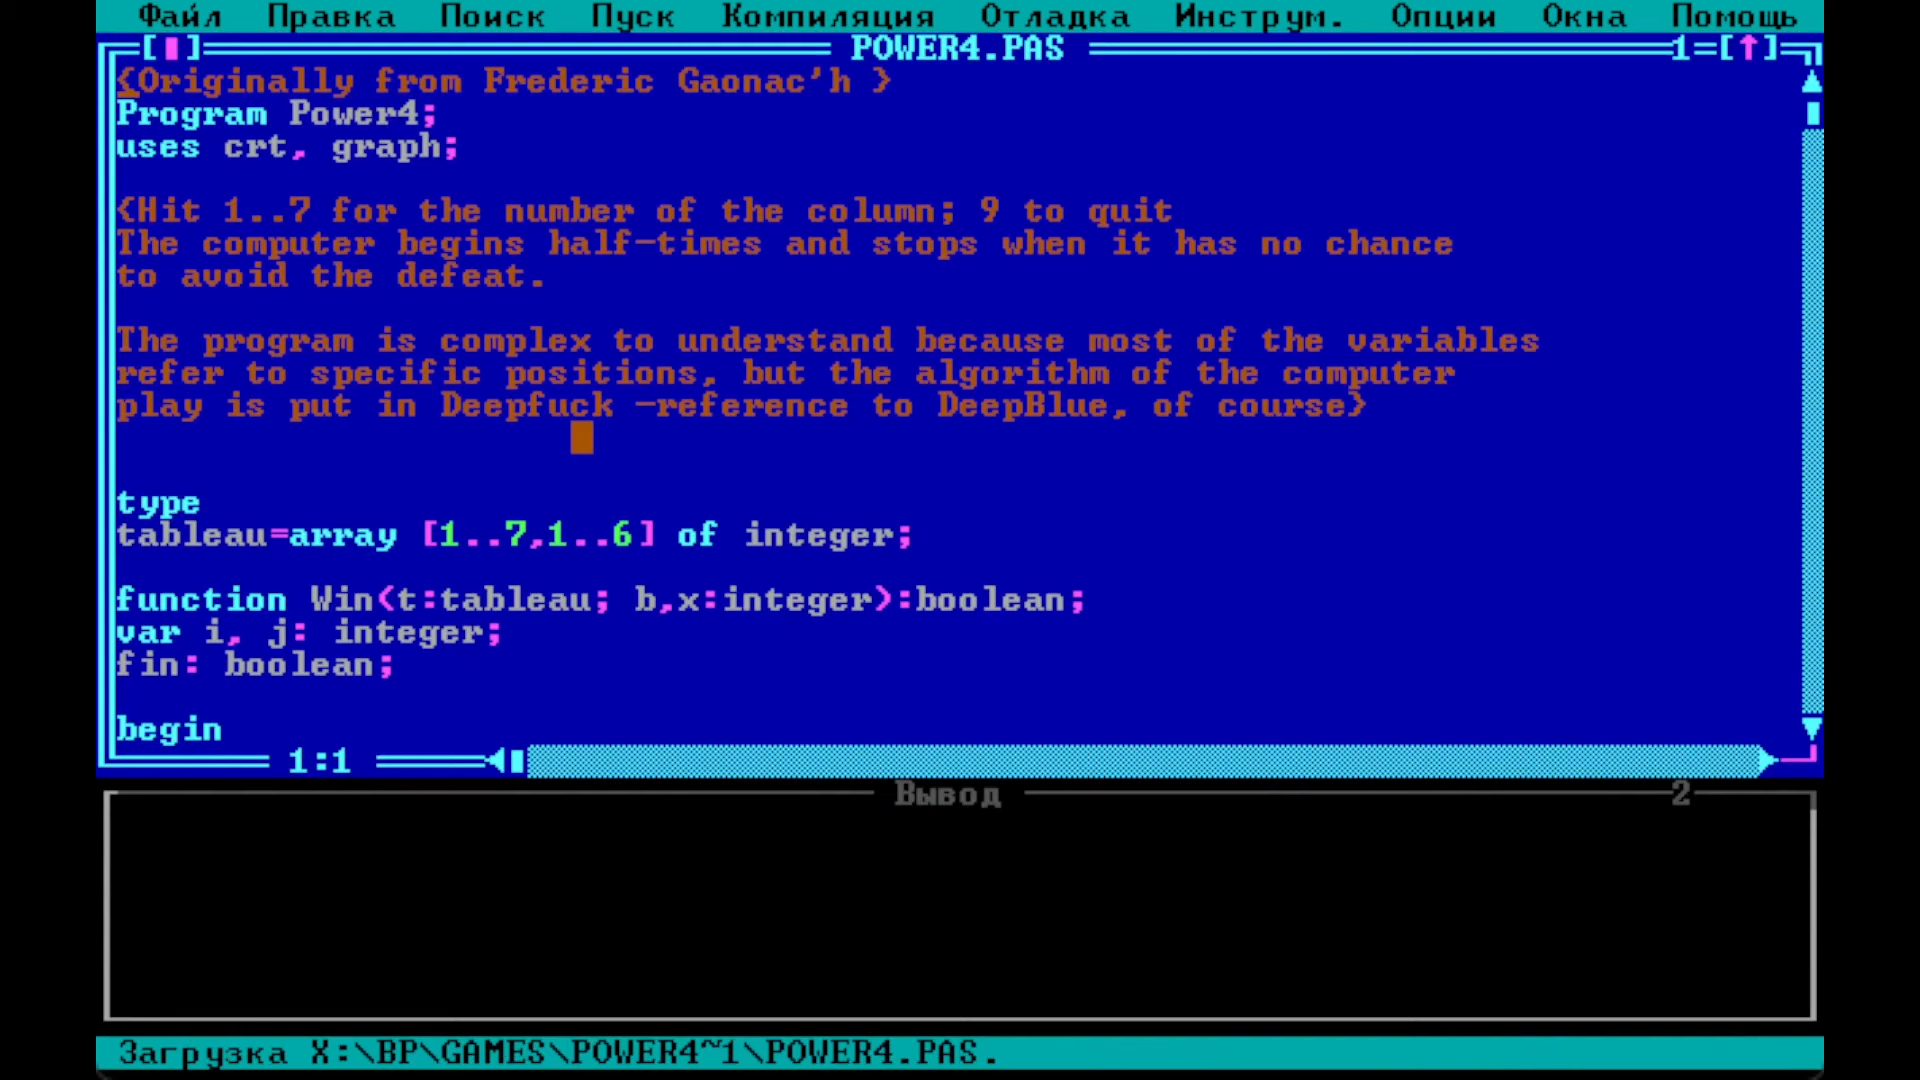 Файл Правка Поиск Пуск Компиляция Отладка Инструм. Опции Окна Помощь
[▮] POWER4.PAS 1=[↑]
{Originally from Frederic Gaonac'h }
Program Power4;
uses crt, graph;
{Hit 1..7 for the number of the column; 9 to quit
The computer begins half-times and stops when it has no chance
to avoid the defeat.
The program is complex to understand because most of the variables
refer to specific positions, but the algorithm of the computer
play is put in Deepfuck -reference to DeepBlue, of course}
type
tableau=array [1..7,1..6] of integer;
function Win(t:tableau; b,x:integer):boolean;
var i, j: integer;
fin: boolean;
begin
1:1
Вывод 2
Загрузка X:\BP\GAMES\POWER4~1\POWER4.PAS.